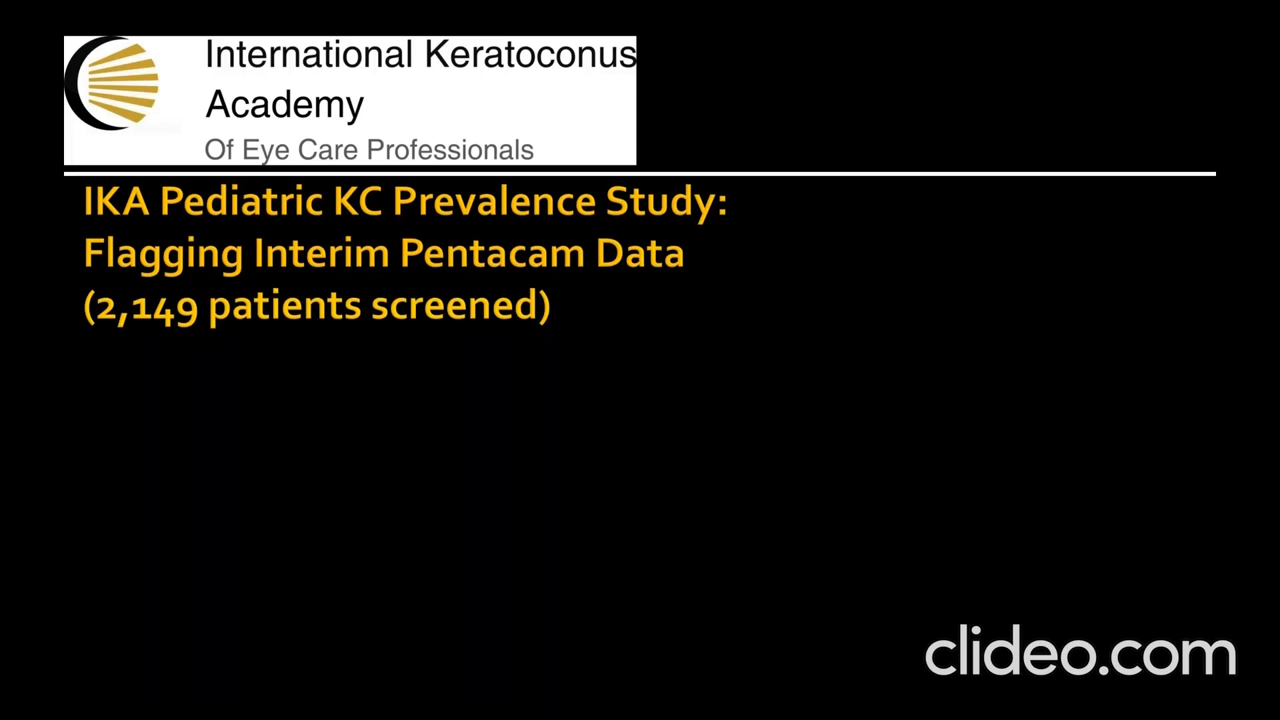 International Keratoconus
Academy
Of Eye Care Professionals
IKA Pediatric KC Prevalence Study:
Flagging Interim Pentacam Data
(2,149 patients screened)
clideo.com